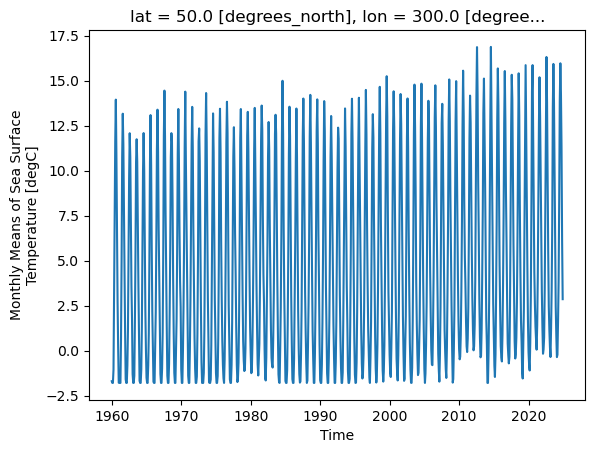 lat = 50.0 [degrees_north], lon = 300.0 [degree...
17.5
15.0
12.5
10.0
7.5
5.0
2.5
0.0
−2.5
Monthly Means of Sea Surface
Temperature [degC]
1960 1970 1980 1990 2000 2010 2020
Time